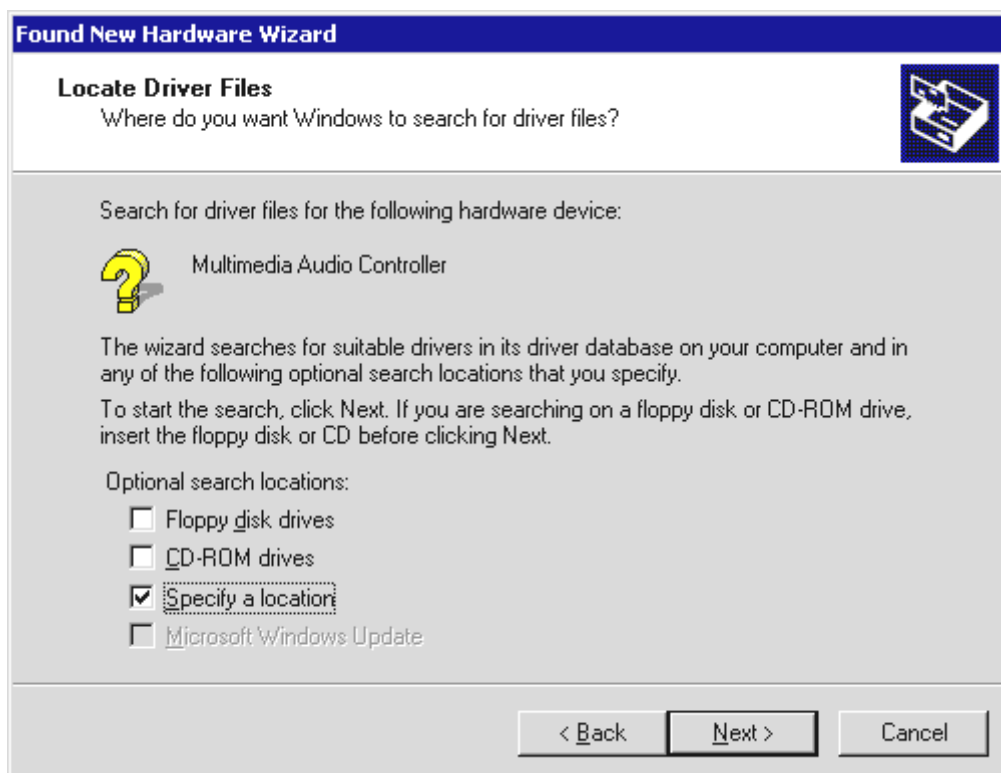 Found New Hardware Wizard
Locate Driver Files
Where do you want Windows to search for driver files?
Search for driver files for the following hardware device:
Multimedia Audio Controller
The wizard searches for suitable drivers in its driver database on your computer and in
any of the following optional search locations that you specify.
To start the search, click Next. If you are searching on a floppy disk or CD-ROM drive,
insert the floppy disk or CD before clicking Next.
Optional search locations:
Floppy disk drives
CD-ROM drives
Specify a location
Microsoft Windows Update
< Back Next > Cancel